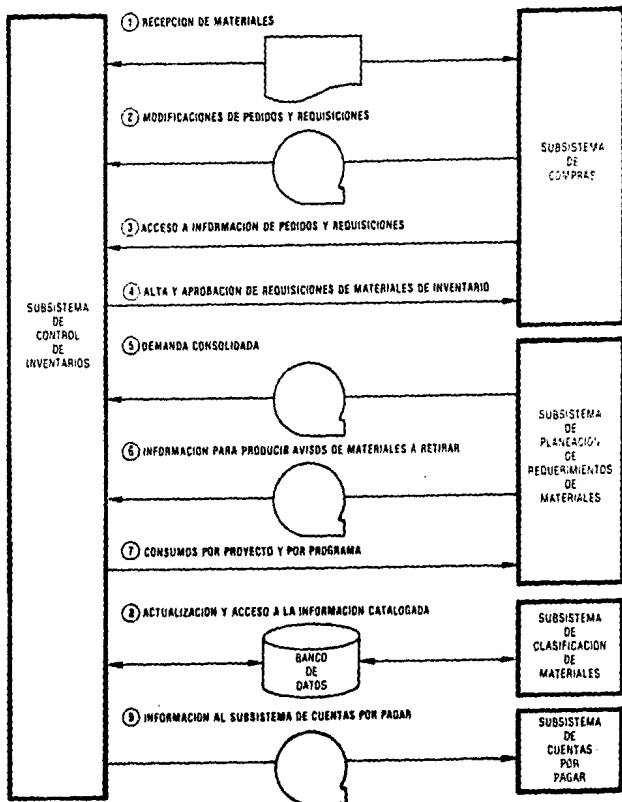 ① RECEPCION DE MATERIALES
② MODIFICACIONES DE PEDIDOS Y REQUISICIONES
SUBSISTEMA
DE
COMPRAS
③ ACCESO A INFORMACIÓN DE PEDIDOS Y REQUISICIONES
④ ALTA Y APROBACION DE REQUISICIONES DE MATERIALES DE INVENTARIO
SUBSISTEMA
DE
CONTROL
DE
INVENTARIOS
⑤ DEMANDA CONSOLIDADA
⑥ INFORMACION PARA PRODUCIR AVISOS DE MATERIALES A RETIRAR
SUBSISTEMA
DE
PLANEACION
DE
REQUERIMIENTOS
DE
MATERIALES
⑦ CONSUMOS POR PROYECTO Y POR PROGRAMA
⑧ ACTUALIZACIÓN Y ACCESO A LA INFORMACION CATALOGADA
BANCO
DE
DATOS
SUBSISTEMA
DE
CLASIFICACION
DE
MATERIALES
⑨ INFORMACION AL SUBSISTEMA DE CUENTAS POR PAGAR
SUBSISTEMA
DE
CUENTAS
POR
PAGAR